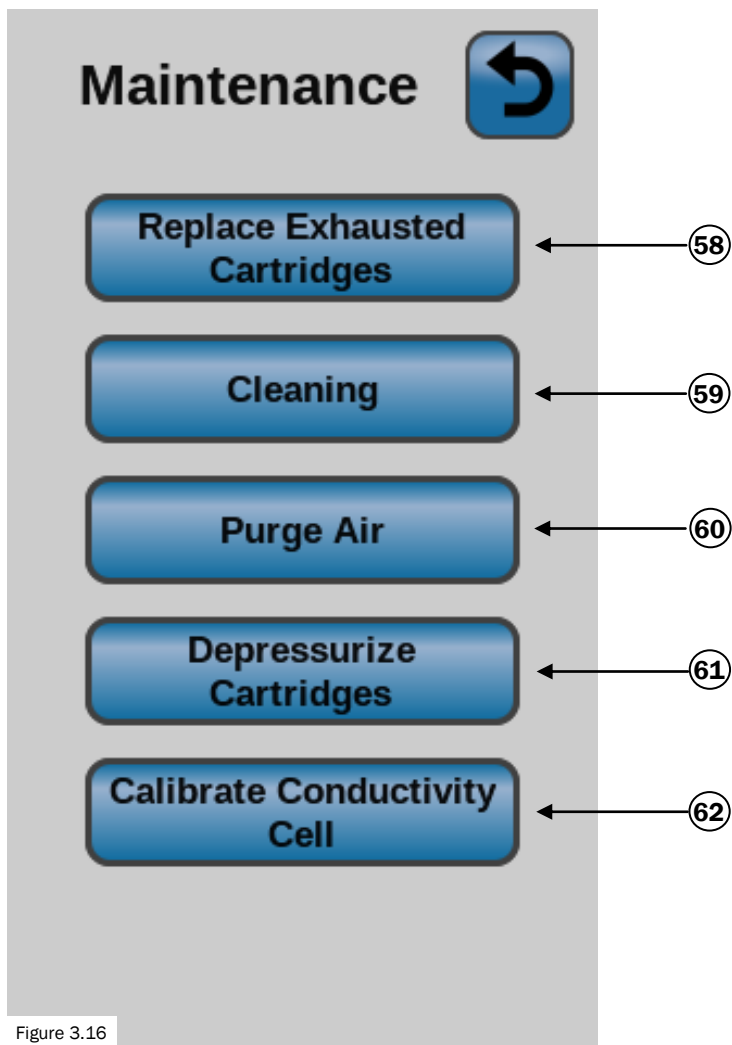 Maintenance
Replace Exhausted
Cartridges
58
Cleaning
59
Purge Air
60
Depressurize
Cartridges
61
Calibrate Conductivity
Cell
62
Figure 3.16